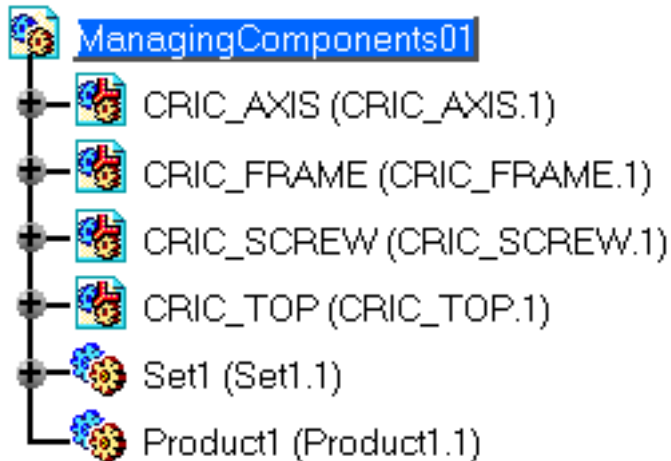 ManagingComponents01
CRIC_AXIS (CRIC_AXIS.1)
CRIC_FRAME (CRIC_FRAME.1)
CRIC_SCREW (CRIC_SCREW.1)
CRIC_TOP (CRIC_TOP.1)
Set1 (Set1.1)
Product1 (Product1.1)